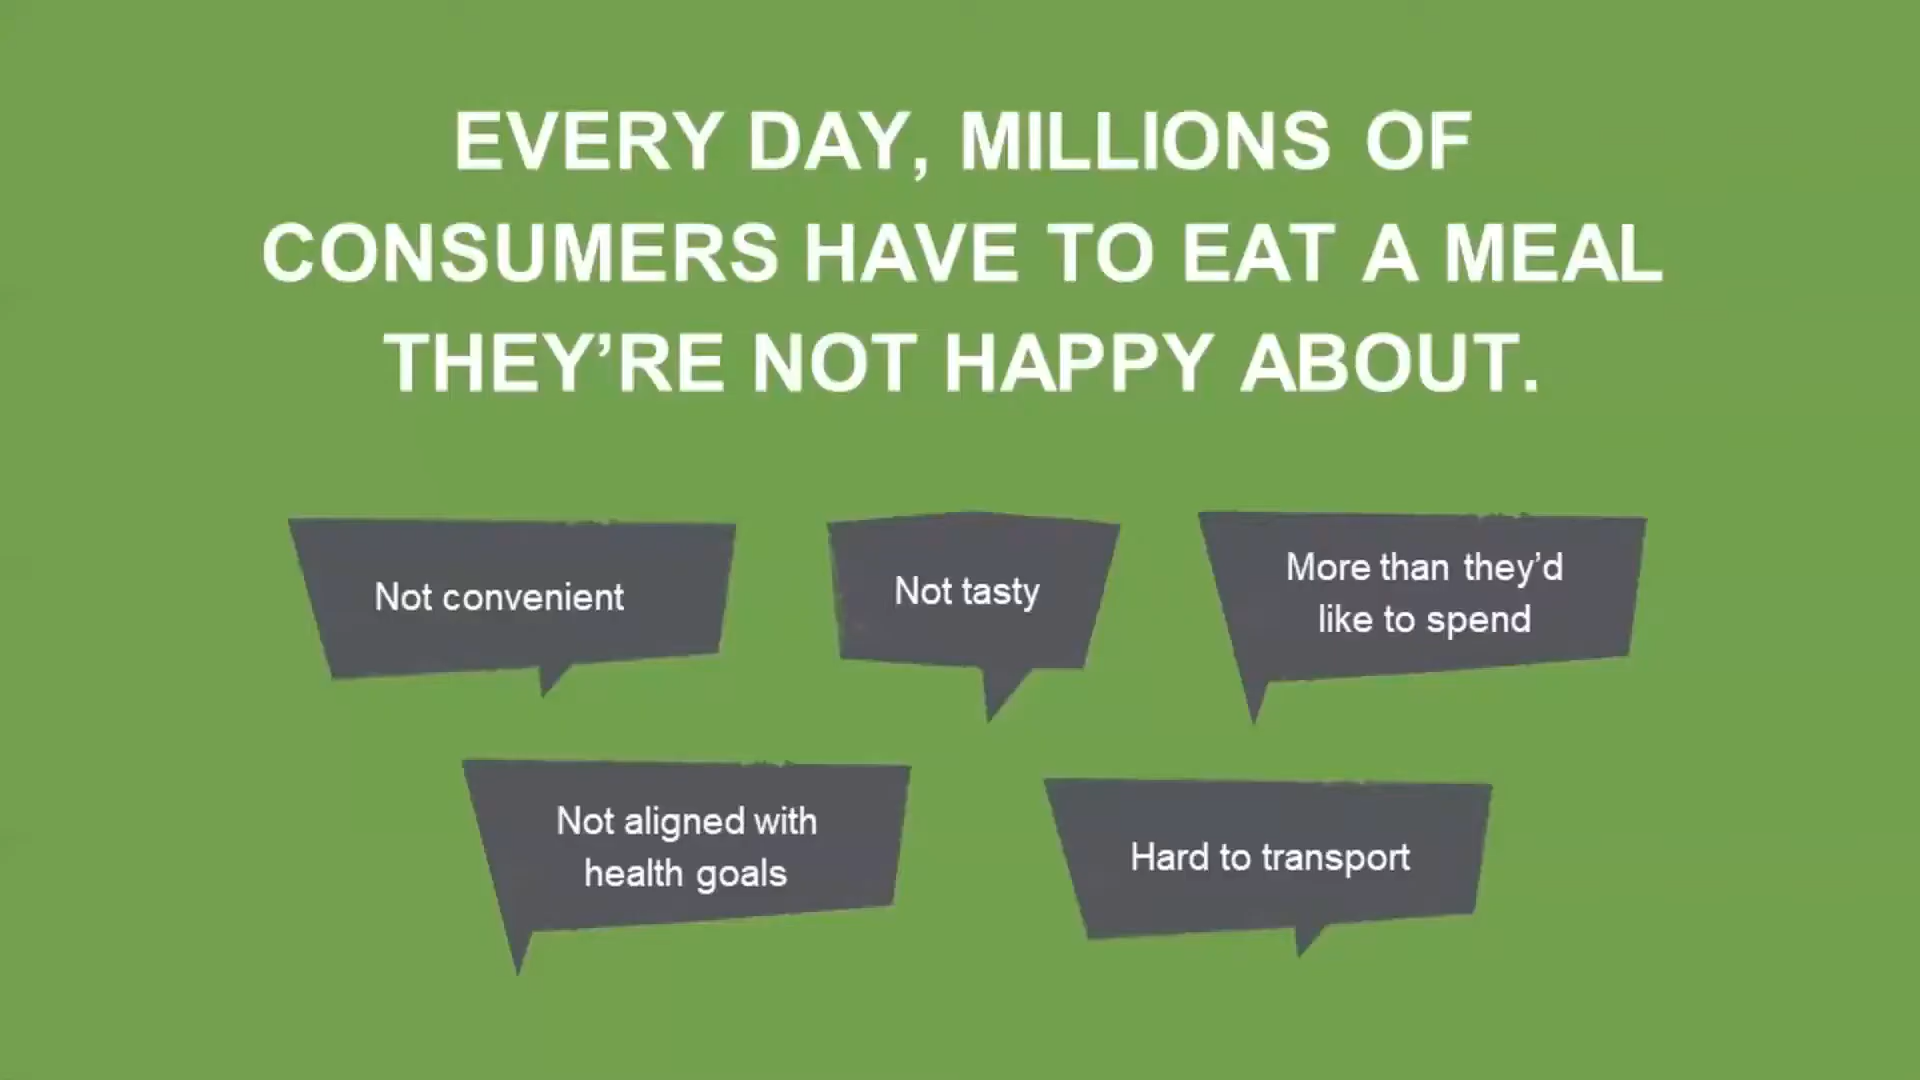 EVERY DAY, MILLIONS OF
CONSUMERS HAVE TO EAT A MEAL
THEY’RE NOT HAPPY ABOUT.
Not convenient
Not tasty
More than they’d
like to spend
Not aligned with
health goals
Hard to transport